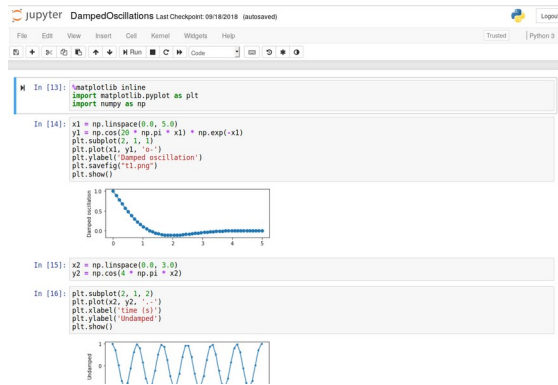 Jupyter DampedOscillations Last Checkpoint: 09/18/2018 (autosaved)
Logou
File Edit View Insert Cell Kernel Widgets Help
Trusted Python 3
Run Code
In [13]: %matplotlib inline
import matplotlib.pyplot as plt
import numpy as np
In [14]: x1 = np.linspace(0.0, 5.0)
y1 = np.cos(20 * np.pi * x1) * np.exp(-x1)
plt.subplot(2, 1, 1)
plt.plot(x1, y1, 'o-')
plt.ylabel('Damped oscillation')
plt.savefig("t1.png")
plt.show()
Damped oscillation
1.0
0.5
0.0
0 1 2 3 4 5
In [15]: x2 = np.linspace(0.0, 3.0)
y2 = np.cos(4 * np.pi * x2)
In [16]: plt.subplot(2, 1, 2)
plt.plot(x2, y2, '.-')
plt.xlabel('time (s)')
plt.ylabel('Undamped')
plt.show()
Undamped
1
0